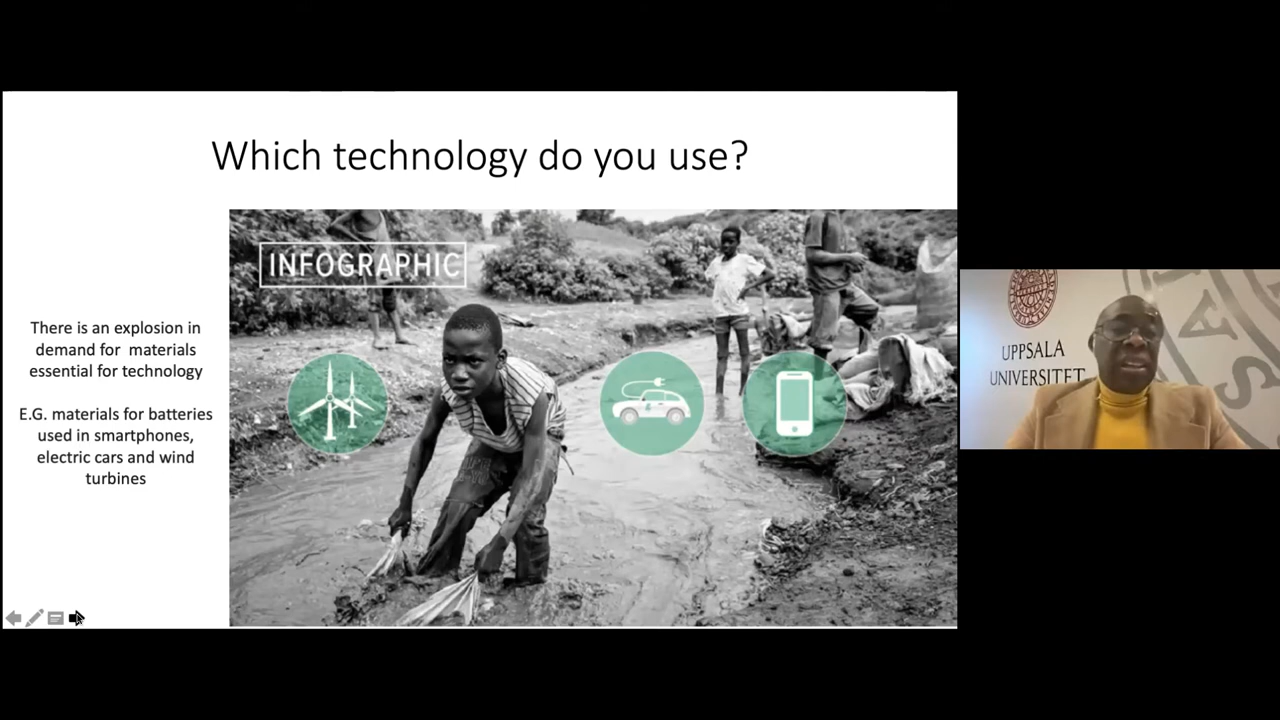 Which technology do you use?
INFOGRAPHIC
There is an explosion in
demand for materials
essential for technology
E.G. materials for batteries
used in smartphones,
electric cars and wind
turbines
UPPSALA
UNIVERSITET